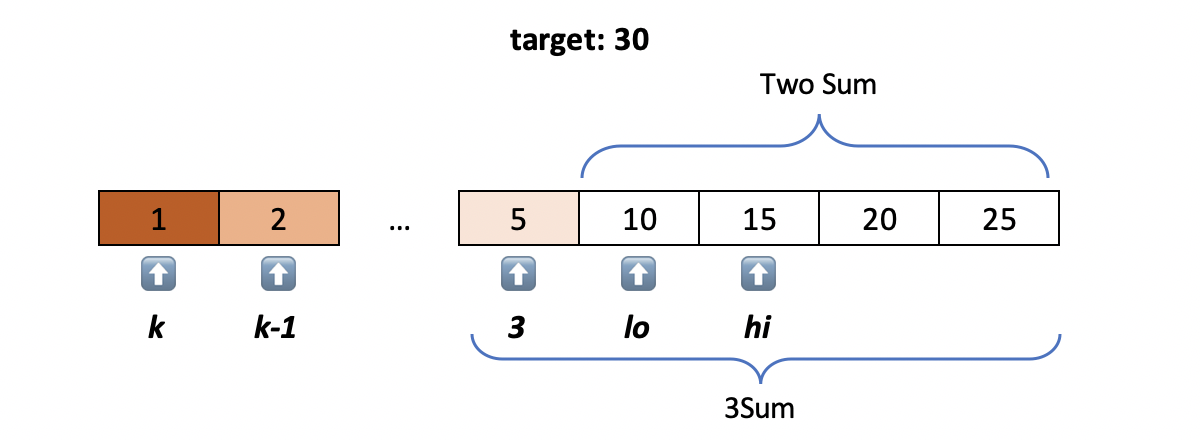 target: 30
Two Sum
1 2 ... 5 10 15 20 25
k k-1 3 lo hi
3Sum